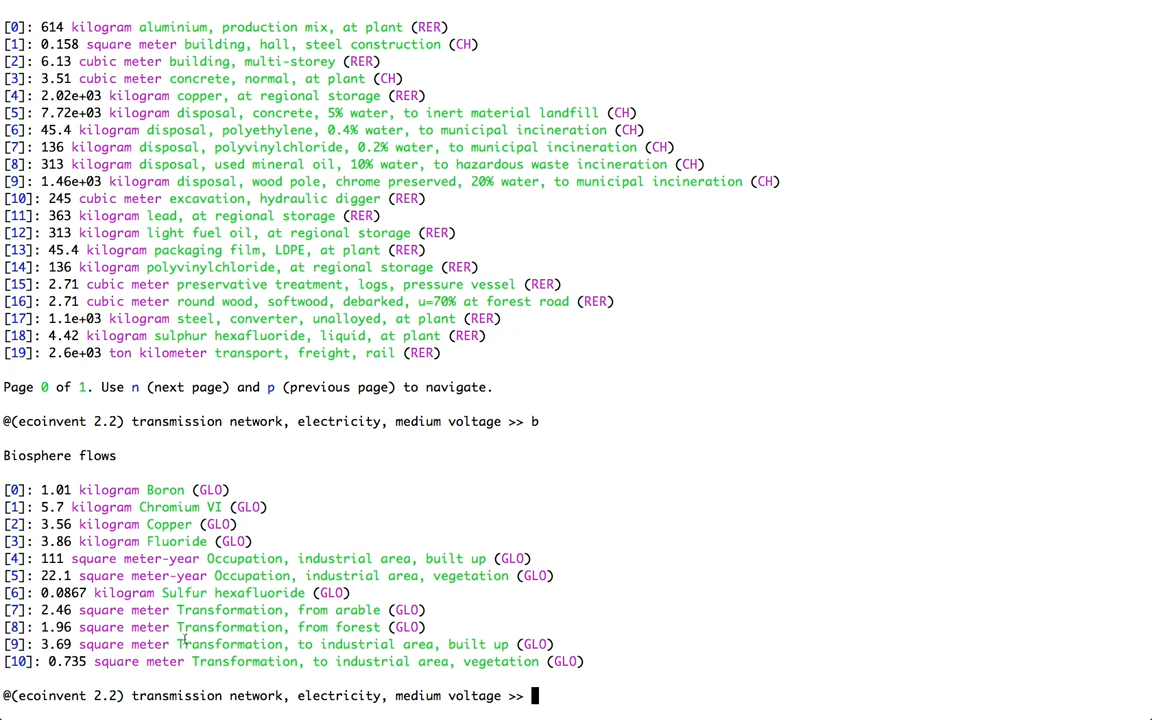 [0]: 614 kilogram aluminium, production mix, at plant (RER)
[1]: 0.158 square meter building, hall, steel construction (CH)
[2]: 6.13 cubic meter building, multi-storey (RER)
[3]: 3.51 cubic meter concrete, normal, at plant (CH)
[4]: 2.02e+03 kilogram copper, at regional storage (RER)
[5]: 7.72e+03 kilogram disposal, concrete, 5% water, to inert material landfill (CH)
[6]: 45.4 kilogram disposal, polyethylene, 0.4% water, to municipal incineration (CH)
[7]: 136 kilogram disposal, polyvinylchloride, 0.2% water, to municipal incineration (CH)
[8]: 313 kilogram disposal, used mineral oil, 10% water, to hazardous waste incineration (CH)
[9]: 1.46e+03 kilogram disposal, wood pole, chrome preserved, 20% water, to municipal incineration (CH)
[10]: 245 cubic meter excavation, hydraulic digger (RER)
[11]: 363 kilogram lead, at regional storage (RER)
[12]: 313 kilogram light fuel oil, at regional storage (RER)
[13]: 45.4 kilogram packaging film, LDPE, at plant (RER)
[14]: 136 kilogram polyvinylchloride, at regional storage (RER)
[15]: 2.71 cubic meter preservative treatment, logs, pressure vessel (RER)
[16]: 2.71 cubic meter round wood, softwood, debarked, u=70% at forest road (RER)
[17]: 1.1e+03 kilogram steel, converter, unalloyed, at plant (RER)
[18]: 4.42 kilogram sulphur hexafluoride, liquid, at plant (RER)
[19]: 2.6e+03 ton kilometer transport, freight, rail (RER)
Page 0 of 1. Use n (next page) and p (previous page) to navigate.
@(ecoinvent 2.2) transmission network, electricity, medium voltage >> b
Biosphere flows
[0]: 1.01 kilogram Boron (GLO)
[1]: 5.7 kilogram Chromium VI (GLO)
[2]: 3.56 kilogram Copper (GLO)
[3]: 3.86 kilogram Fluoride (GLO)
[4]: 111 square meter-year Occupation, industrial area, built up (GLO)
[5]: 22.1 square meter-year Occupation, industrial area, vegetation (GLO)
[6]: 0.0867 kilogram Sulfur hexafluoride (GLO)
[7]: 2.46 square meter Transformation, from arable (GLO)
[8]: 1.96 square meter Transformation, from forest (GLO)
[9]: 3.69 square meter Transformation, to industrial area, built up (GLO)
[10]: 0.735 square meter Transformation, to industrial area, vegetation (GLO)
@(ecoinvent 2.2) transmission network, electricity, medium voltage >>